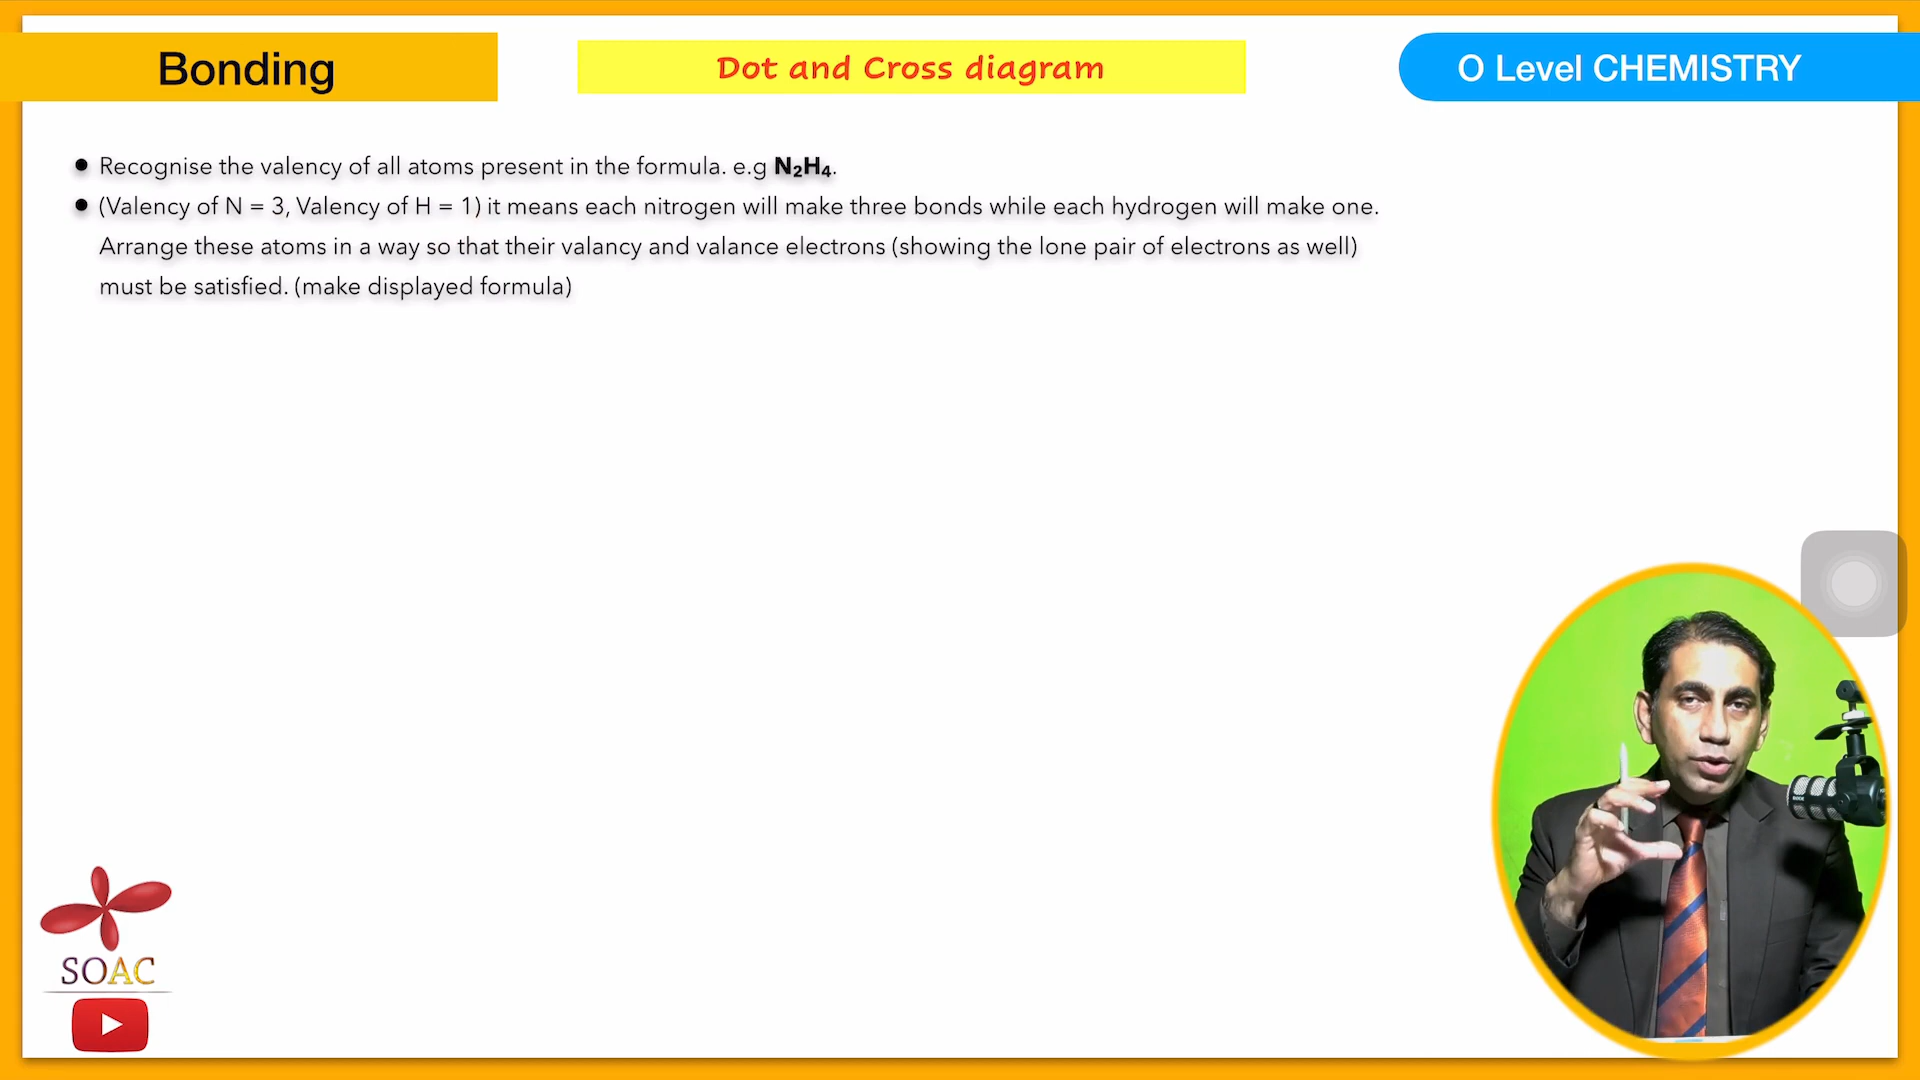 Bonding
Dot and Cross diagram
O Level CHEMISTRY
● Recognise the valency of all atoms present in the formula. e.g N₂H₄.
● (Valency of N = 3, Valency of H = 1) it means each nitrogen will make three bonds while each hydrogen will make one.
Arrange these atoms in a way so that their valancy and valance electrons (showing the lone pair of electrons as well)
must be satisfied. (make displayed formula)
SOAC